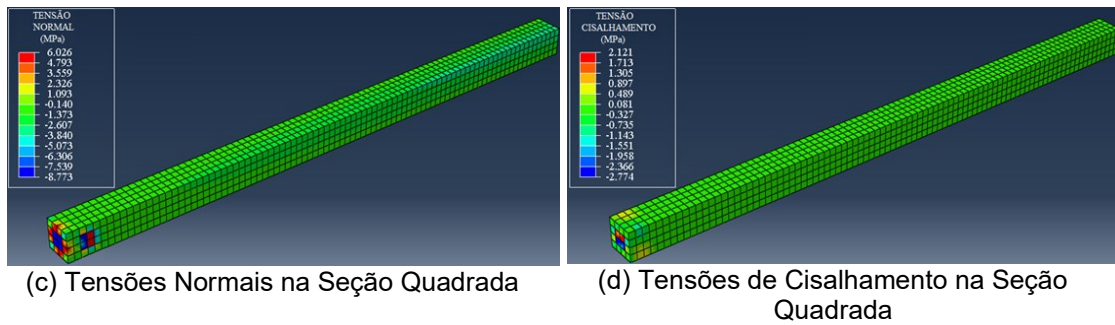 TENSÃO
NORMAL
(MPa)
6.026
4.793
3.559
2.326
1.093
-0.140
-1.373
-2.607
-3.840
-5.073
-6.306
-7.539
-8.773
(c) Tensões Normais na Seção Quadrada
TENSÃO
CISALHAMENTO
(MPa)
2.121
1.713
1.305
0.897
0.489
0.081
-0.327
-0.735
-1.143
-1.551
-1.958
-2.366
-2.774
(d) Tensões de Cisalhamento na Seção
Quadrada